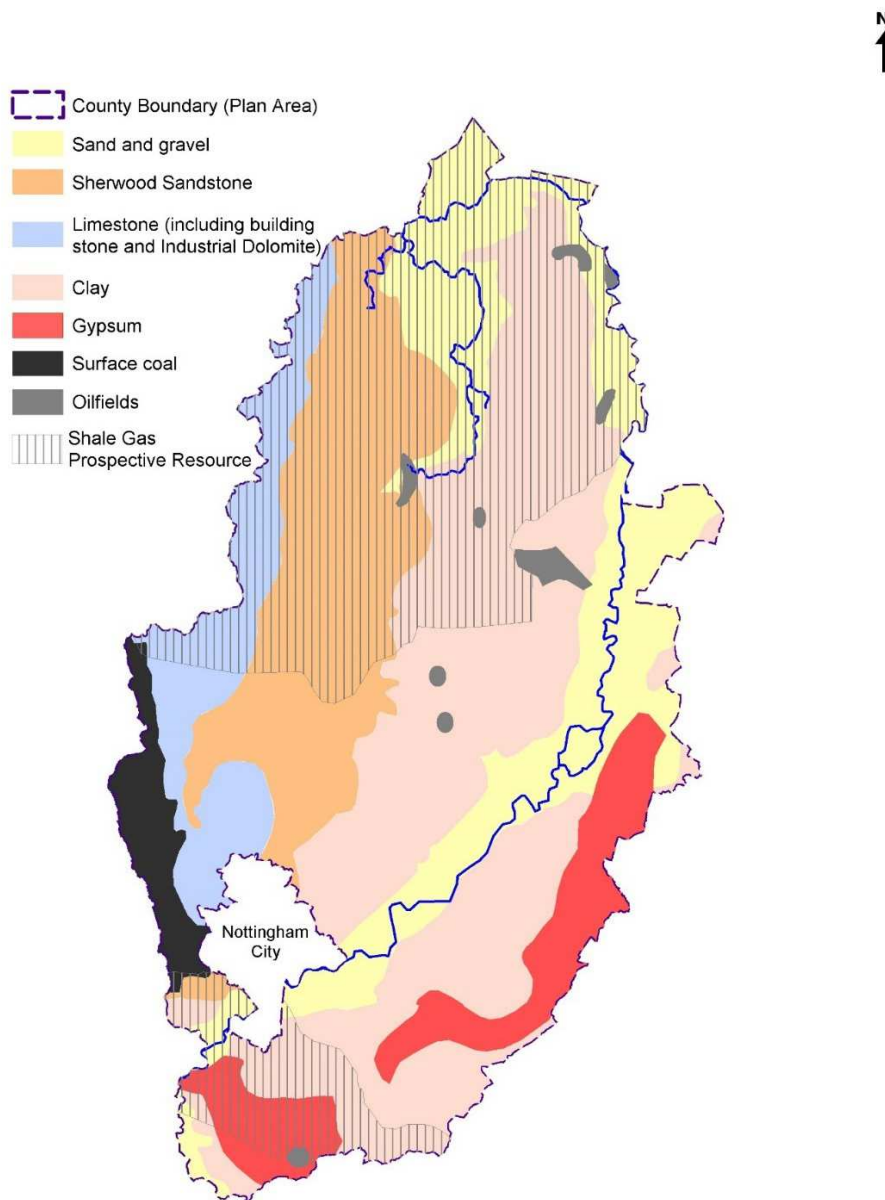 N
County Boundary (Plan Area)
Sand and gravel
Sherwood Sandstone
Limestone (including building
stone and Industrial Dolomite)
Clay
Gypsum
Surface coal
Oilfields
Shale Gas
Prospective Resource
Nottingham
City